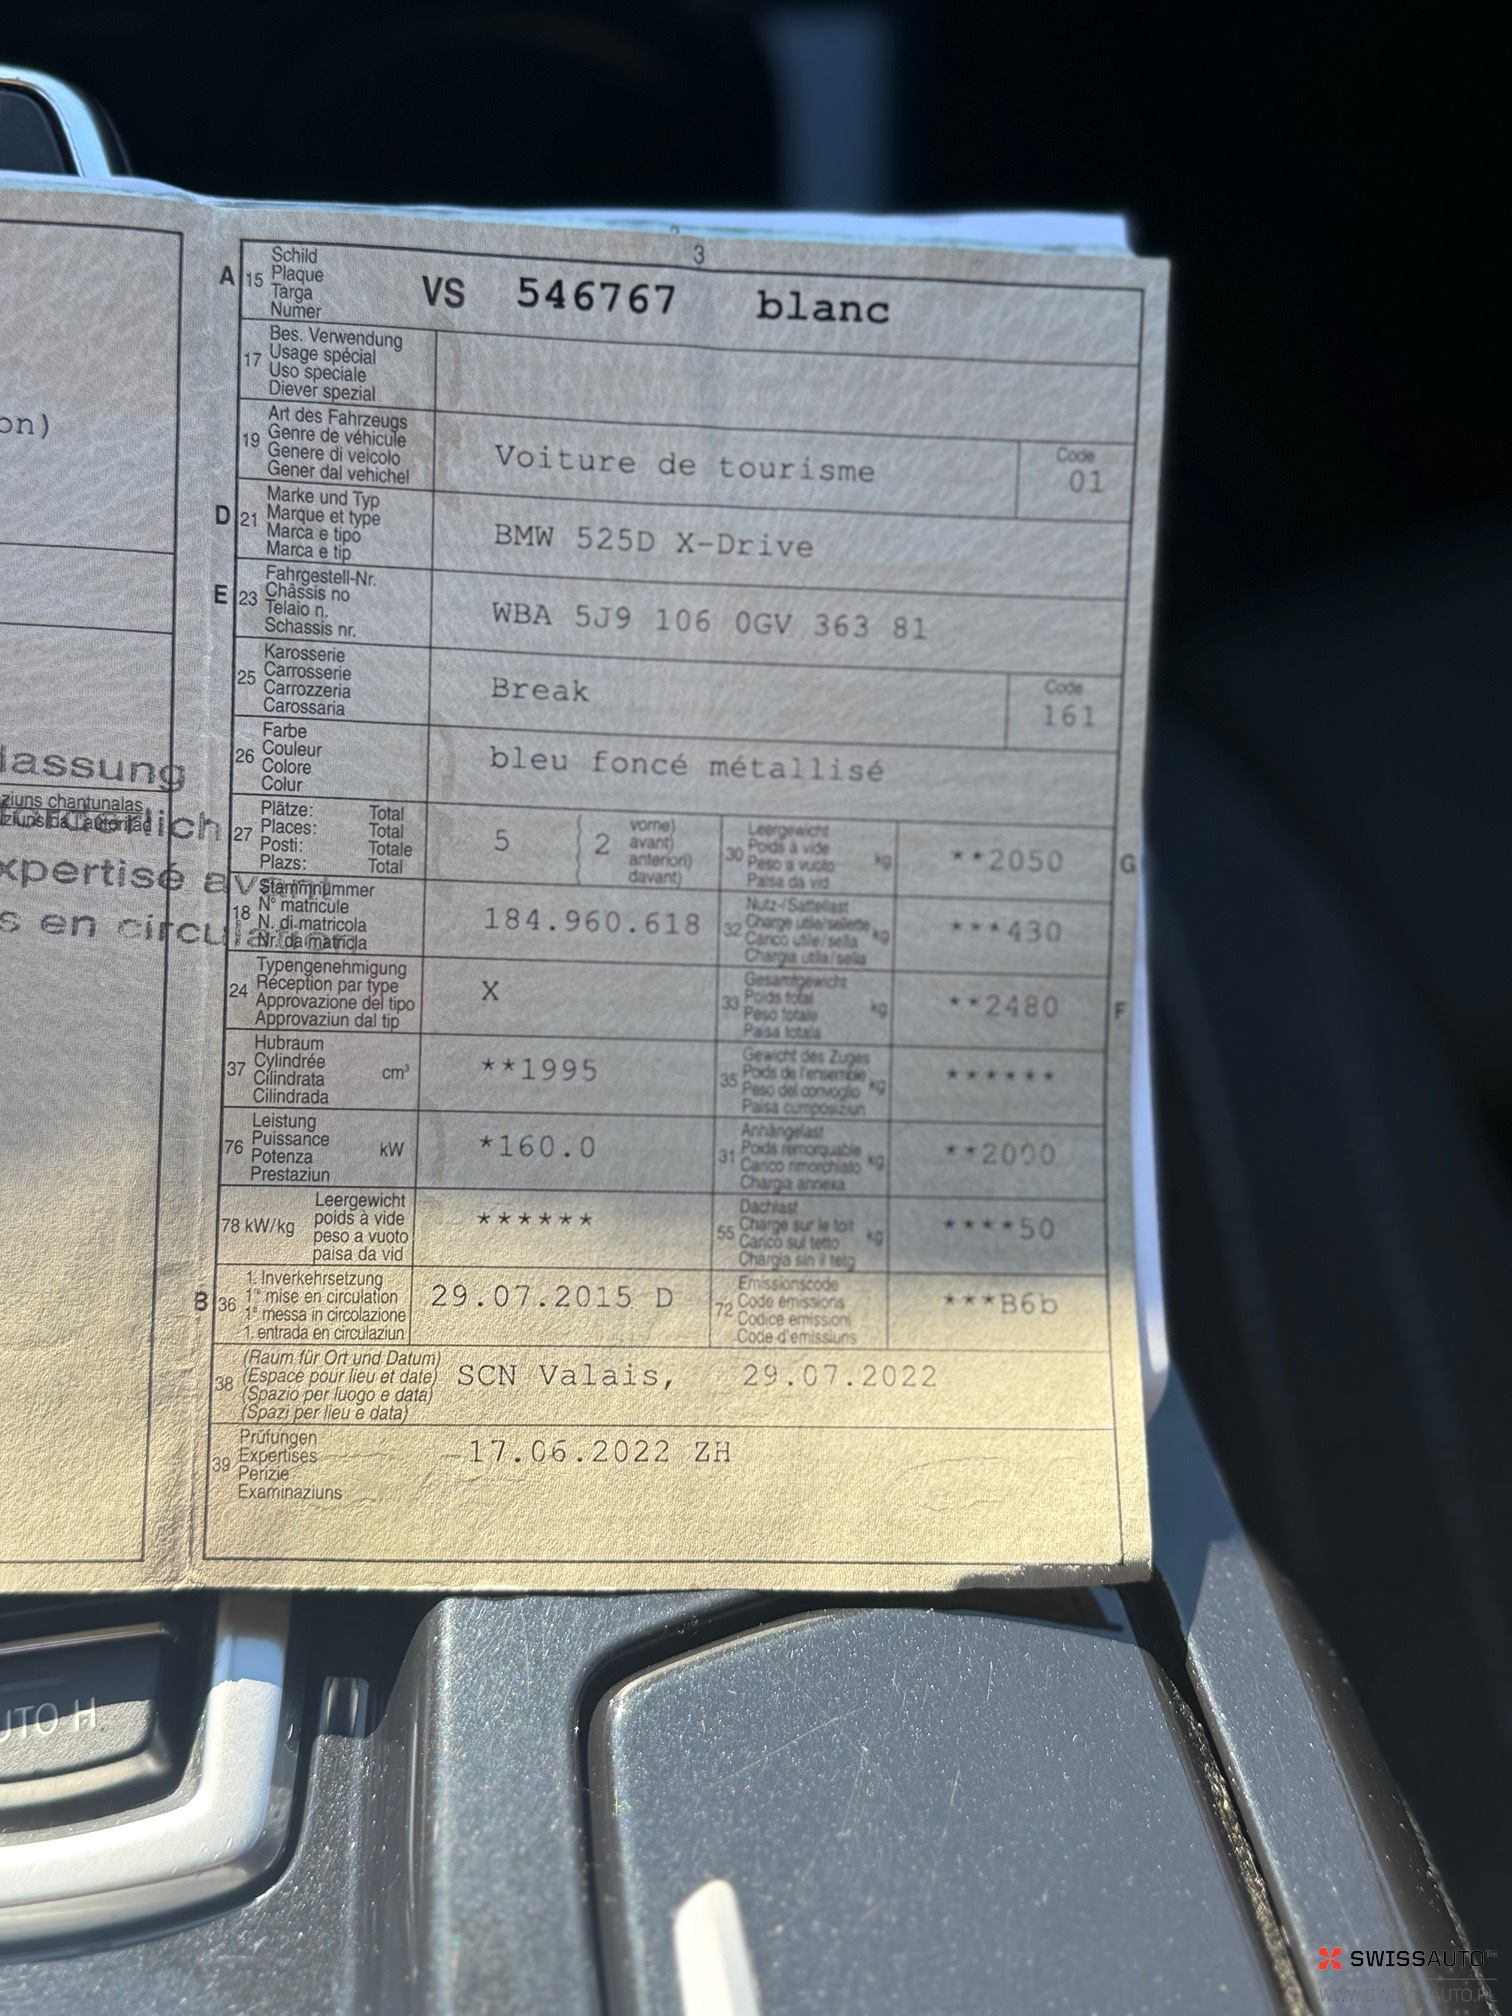 3
A 15 Schild
Plaque
Targa
Numer
VS 546767 blanc
17 Bes. Verwendung
Usage spécial
Uso speciale
Diever spezial
19 Art des Fahrzeugs
Genre de véhicule
Genere di veicolo
Gener dal vehichel
Voiture de tourisme
Code
01
D 21 Marke und Typ
Marque et type
Marca e tipo
Marca e tip
BMW 525D X-Drive
E 23 Fahrgestell-Nr.
Châssis no
Telaio n.
Schassis nr.
WBA 5J9 106 0GV 363 81
25 Karosserie
Carrosserie
Carrozzeria
Carossaria
Break
Code
161
26 Farbe
Couleur
Colore
Colur
bleu foncé métallisé
27 Plätze: Total
Places: Total
Posti: Totale
Plazs: Total
5 ( 2 vorne)
avant)
anteriori)
davant)
30 Leergewicht
Poids à vide
Peso a vuoto
Paisa da vid
kg
**2050
G
18 Stammnummer
N° matricule
N. di matricola
Nr. da matricla
184.960.618
32 Nutz-/Sattellast
Charge utile/sellette
Carico utile/sella
Chargia utila/sella
kg
***430
24 Typengenehmigung
Réception par type
Approvazione del tipo
Approvaziun dal tip
X
33 Gesamtgewicht
Poids total
Peso totale
Paisa totala
kg
**2480
F
37 Hubraum
Cylindrée
Cilindrata
Cilindrada
cm³
**1995
35 Gewicht des Zuges
Poids de l'ensemble
Peso del convoglio
Paisa cumposiziun
kg
******
76 Leistung
Puissance
Potenza
Prestaziun
kW
*160.0
31 Anhängelast
Poids remorquable
Carico rimorchiato
Chargia annexa
kg
**2000
78 kW/kg
Leergewicht
poids à vide
peso a vuoto
paisa da vid
******
55 Dachlast
Charge sur le toit
Carico sul tetto
Chargia sin il tetg
kg
****50
B 36 1. Inverkehrsetzung
1re mise en circulation
1a messa in circolazione
1. entrada en circulaziun
29.07.2015 D
72 Emissionscode
Code émissions
Codice emissioni
Code d'emissiuns
***B6b
38 (Raum für Ort und Datum)
(Espace pour lieu et date)
(Spazio per luogo e data)
(Spazi per lieu e data)
SCN Valais, 29.07.2022
39 Prüfungen
Expertises
Perizie
Examinaziuns
17.06.2022 ZH
on)
lassung
ziuns chantunalas
lich
xpertisé avant
s en circula
UTO H
SWISSAUTO™
WWW.SWISSAUTO.PL